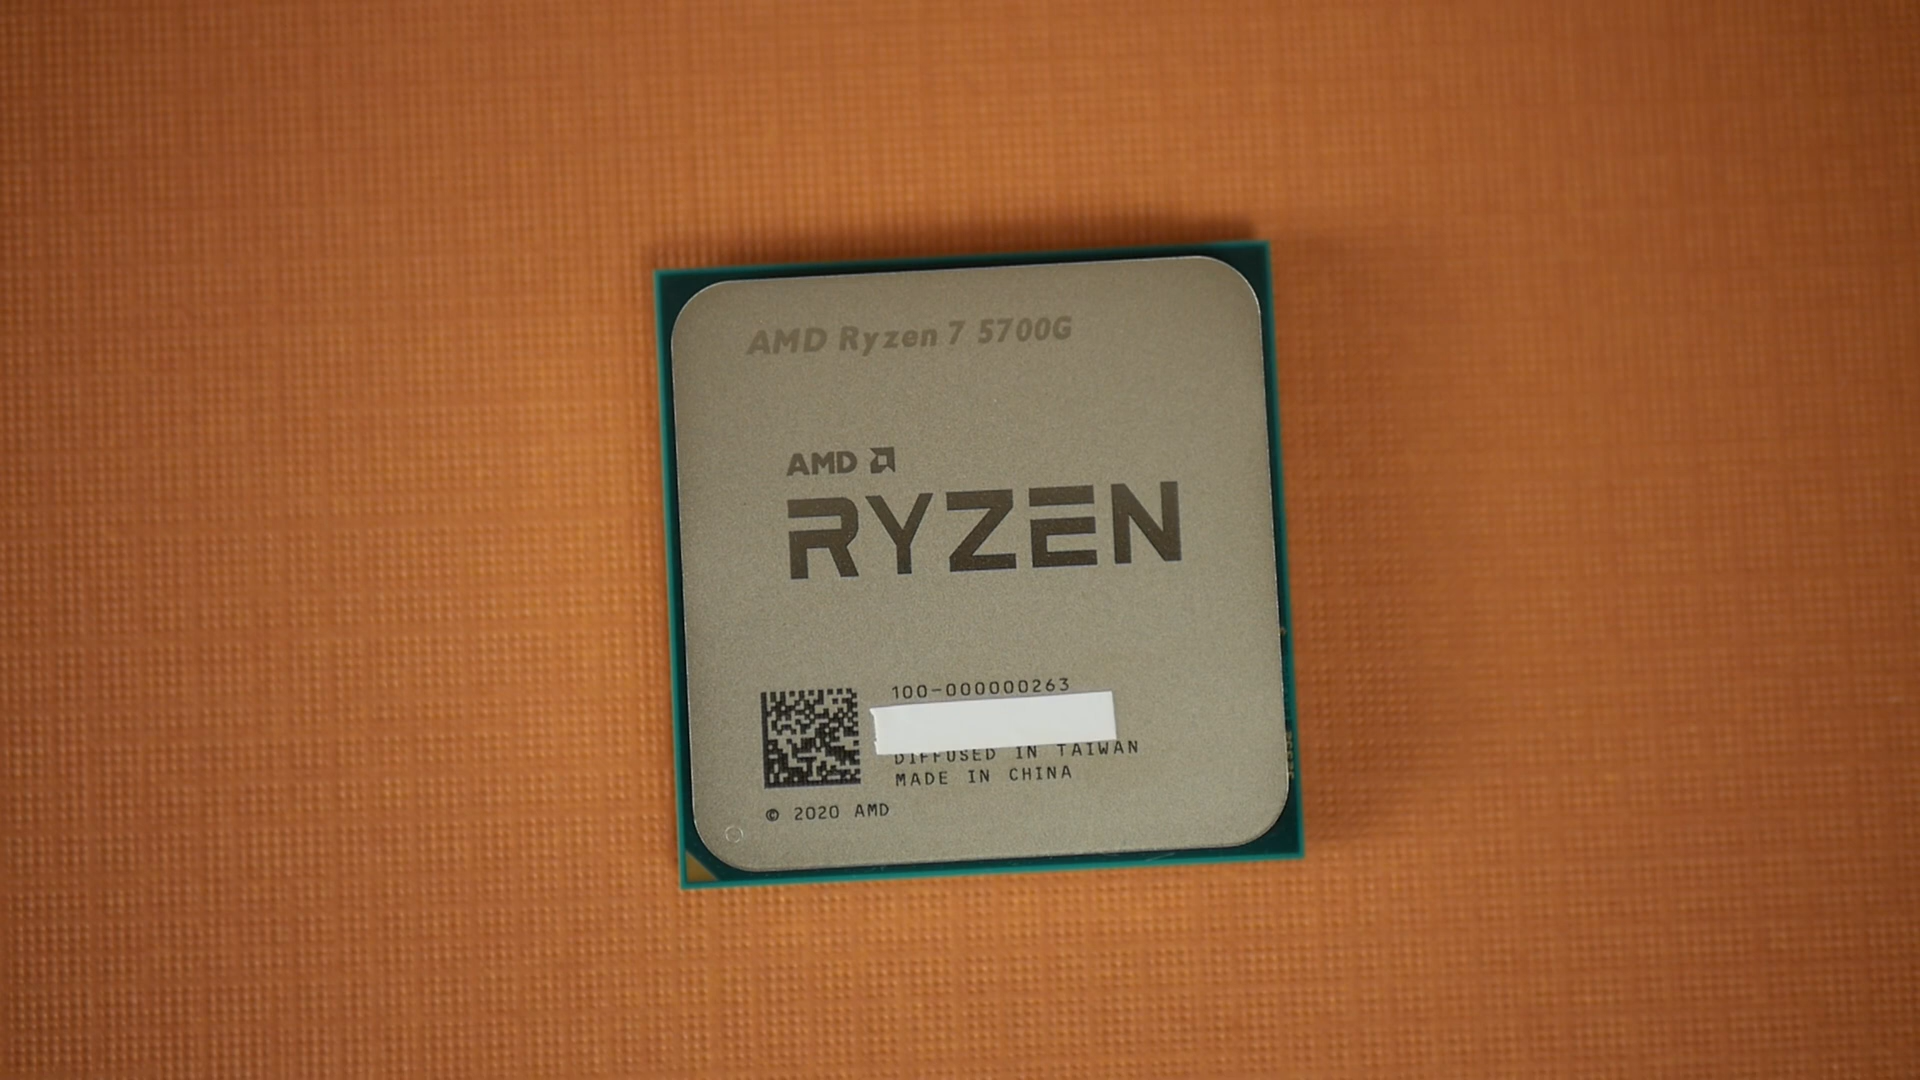 AMD Ryzen 7 5700G
AMD
RYZEN
100-000000263
DIFFUSED IN TAIWAN
MADE IN CHINA
© 2020 AMD